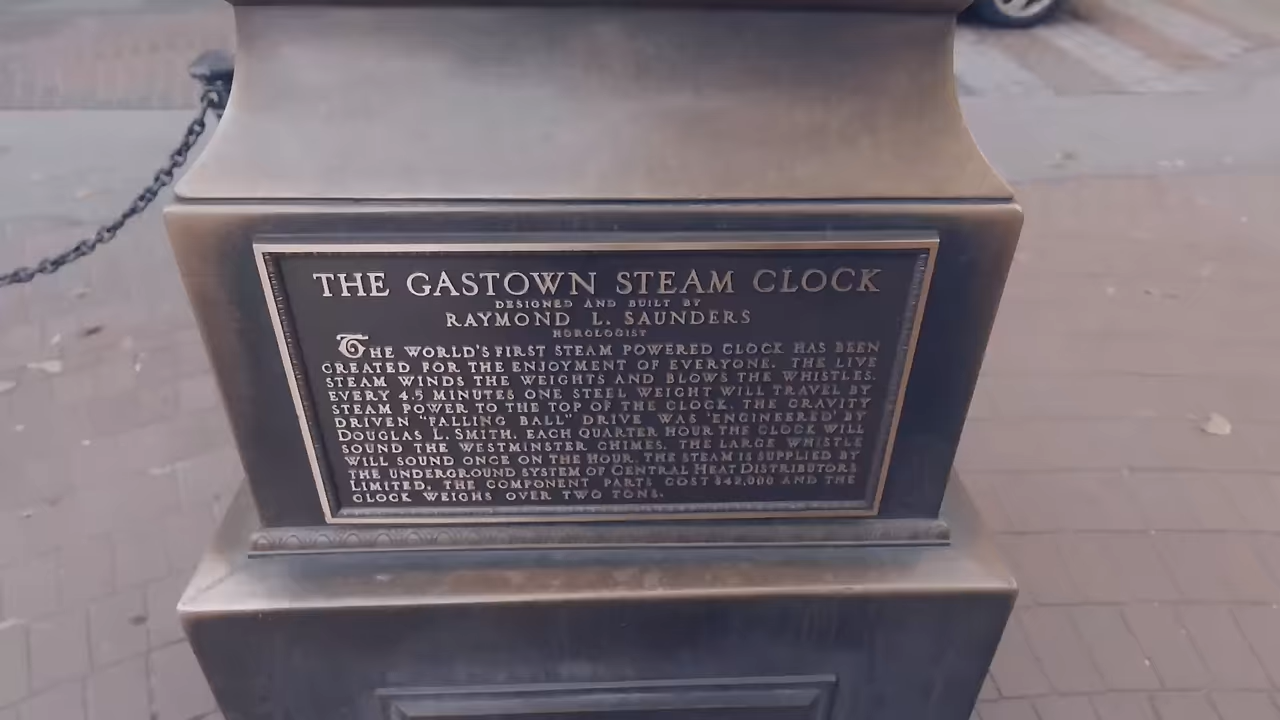 THE GASTOWN STEAM CLOCK
DESIGNED AND BUILT BY
RAYMOND L. SAUNDERS
HOROLOGIST
THE WORLD'S FIRST STEAM POWERED CLOCK HAS BEEN
CREATED FOR THE ENJOYMENT OF EVERYONE. THE LIVE
STEAM WINDS THE WEIGHTS AND BLOWS THE WHISTLES.
EVERY 4.5 MINUTES ONE STEEL WEIGHT WILL TRAVEL BY
STEAM POWER TO THE TOP OF THE CLOCK. THE GRAVITY
DRIVEN "FALLING BALL" DRIVE WAS 'ENGINEERED' BY
DOUGLAS L. SMITH. EACH QUARTER HOUR THE CLOCK WILL
SOUND THE WESTMINSTER CHIMES. THE LARGE WHISTLE
WILL SOUND ONCE ON THE HOUR. THE STEAM IS SUPPLIED BY
THE UNDERGROUND SYSTEM OF CENTRAL HEAT DISTRIBUTORS
LIMITED. THE COMPONENT PARTS COST $42,000 AND THE
CLOCK WEIGHS OVER TWO TONS.